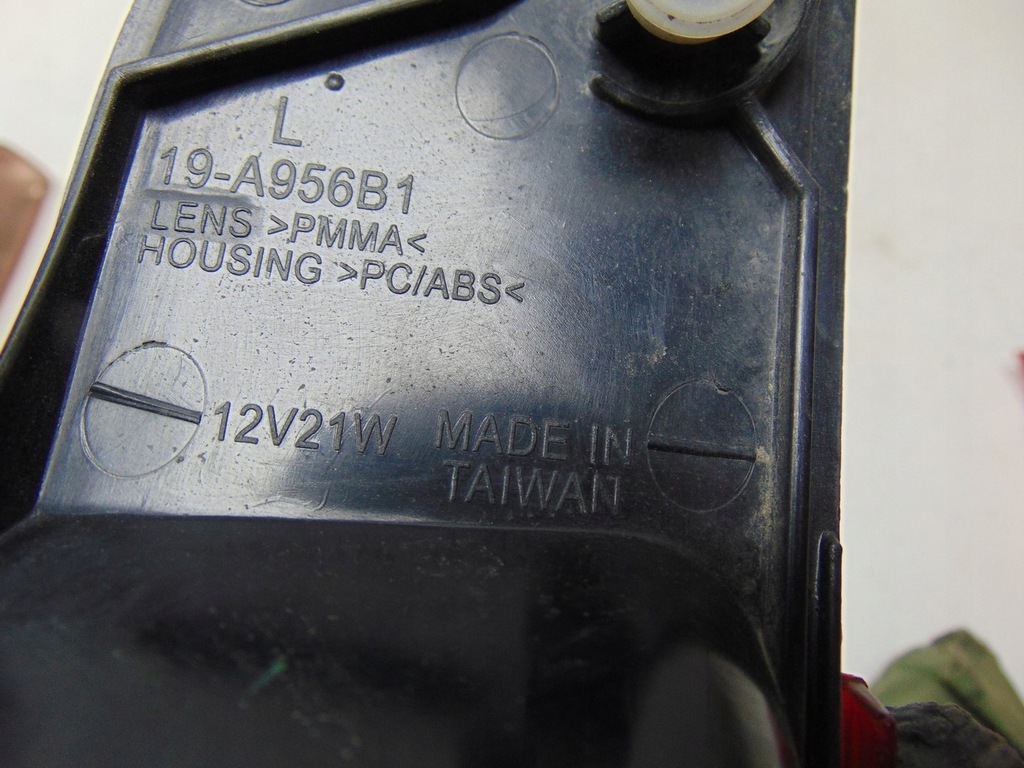 L
19-A956B1
LENS >PMMA<
HOUSING >PC/ABS<
12V21W MADE IN
TAIWAN